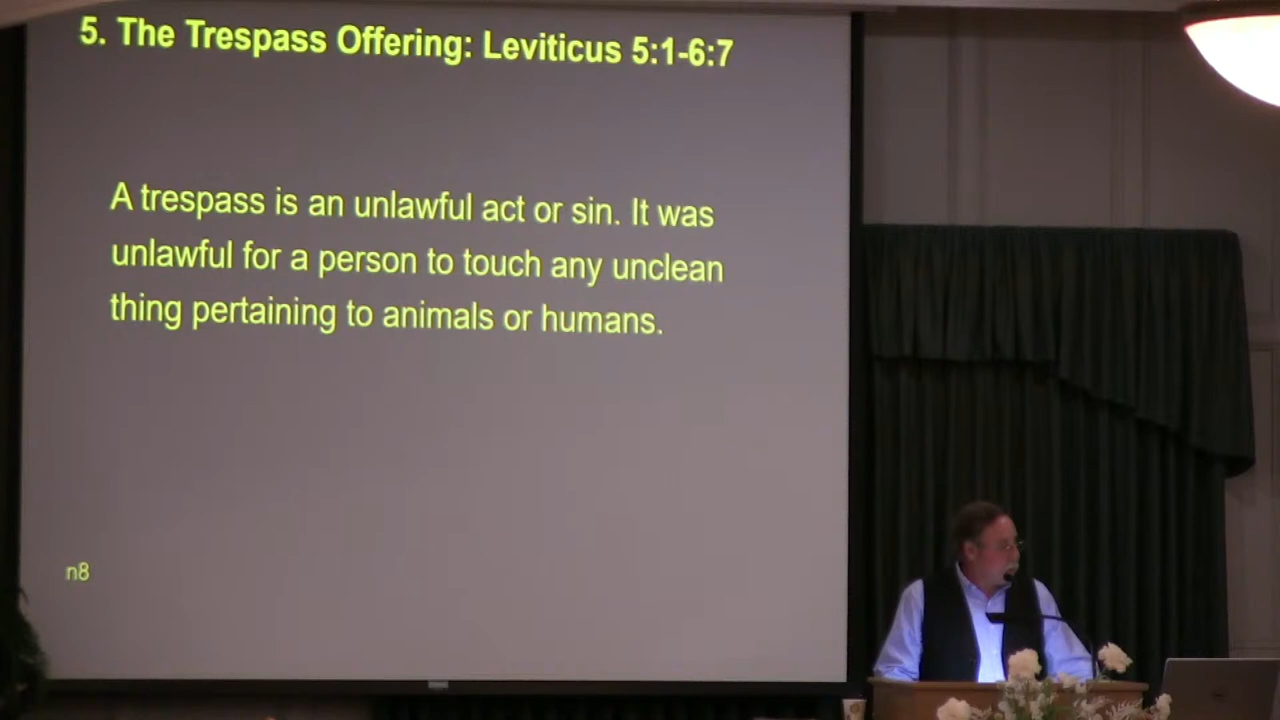 5. The Trespass Offering: Leviticus 5:1-6:7
A trespass is an unlawful act or sin. It was
unlawful for a person to touch any unclean
thing pertaining to animals or humans.
n8